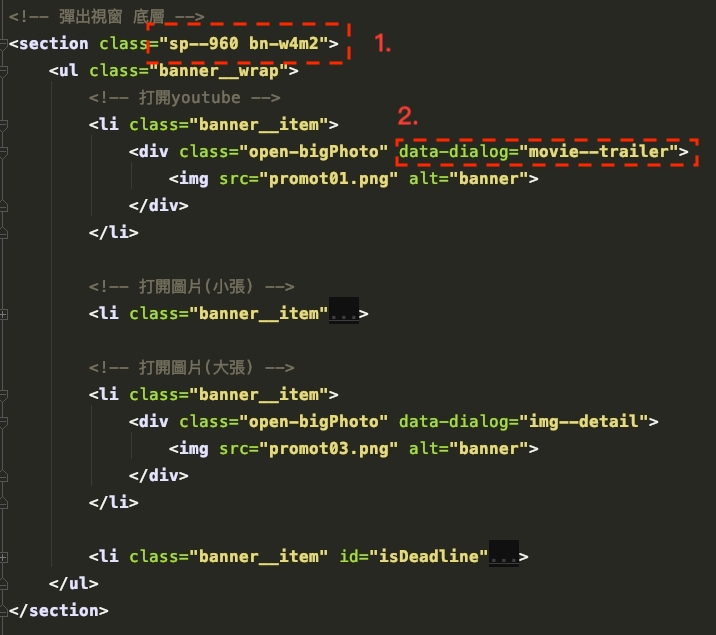 <!-- 彈出視窗 底層 -->
<section class="sp--960 bn-w4m2"> 1.
<ul class="banner__wrap">
<!-- 打開youtube -->
<li class="banner__item"> 2.
<div class="open-bigPhoto" data-dialog="movie--trailer">
<img src="promot01.png" alt="banner">
</div>
</li>
<!-- 打開圖片(小張) -->
<li class="banner__item"...>
<!-- 打開圖片(大張) -->
<li class="banner__item">
<div class="open-bigPhoto" data-dialog="img--detail">
<img src="promot03.png" alt="banner">
</div>
</li>
<li class="banner__item" id="isDeadline"...>
</ul>
</section>